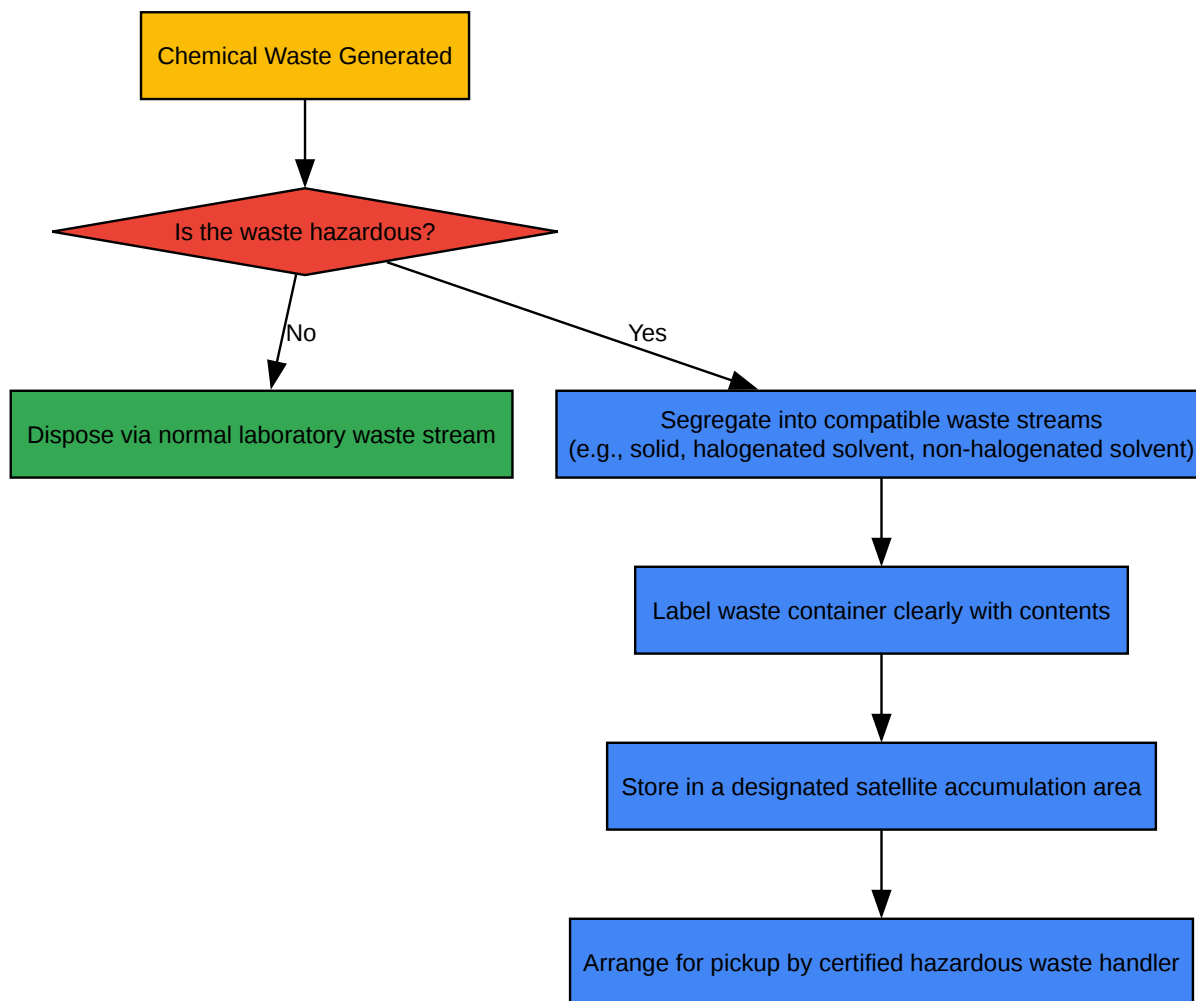 Chemical Waste Generated
Is the waste hazardous?
No
Yes
Dispose via normal laboratory waste stream
Segregate into compatible waste streams
(e.g., solid, halogenated solvent, non-halogenated solvent)
Label waste container clearly with contents
Store in a designated satellite accumulation area
Arrange for pickup by certified hazardous waste handler